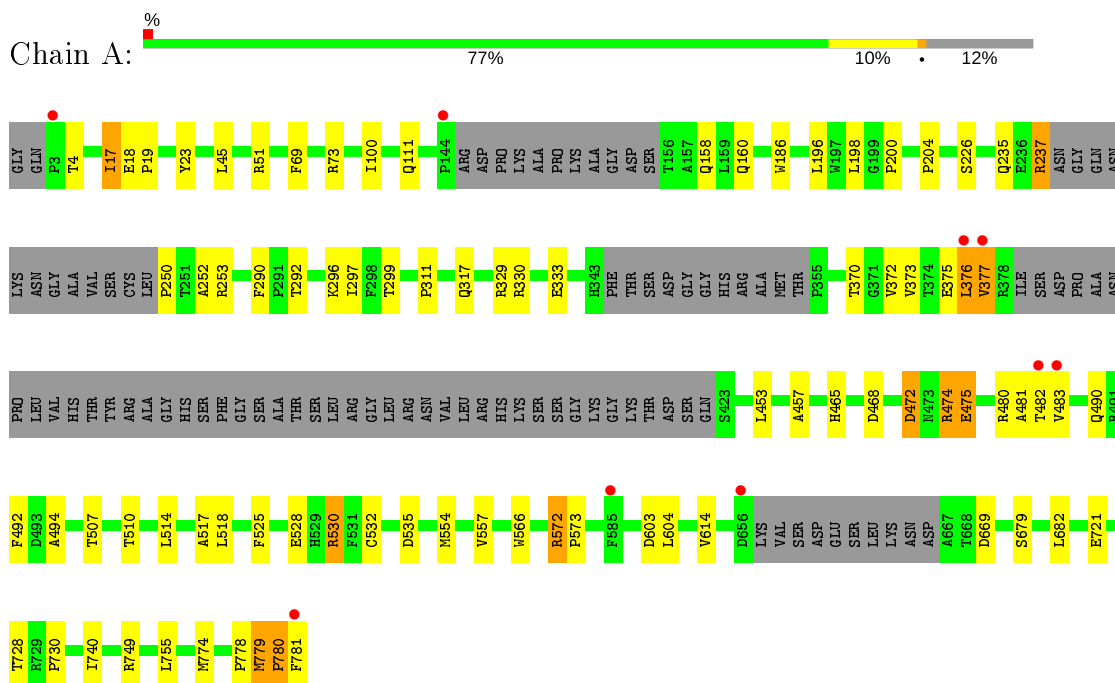 %
Chain A:
77% 10% • 12%
GLY GLN P3 T4 I17 E18 P19 Y23 L45 R51 F69 R73 I100 Q111 P144 ARG ASP PRO LYS ALA PRO LYS ALA GLY ASP SER T156 A157 Q158 L159 Q160 W186 L196 W197 L198 G199 P200 P204 S226 Q235 E236 R237 ASN GLY GLN ASN
LYS ASN GLY ALA VAL SER CYS LEU P250 T251 A252 R253 F290 P291 T292 K296 I297 F298 T299 P311 Q317 R329 R330 E333 H343 PHE THR SER ASP GLY GLY HIS ARG ALA MET THR P355 T370 G371 V372 V373 T374 E375 L376 V377 R378 ILE SER ASP PRO ALA ASN
PRO LEU VAL HIS THR TYR ARG ALA GLY HIS SER PHE GLY SER ALA THR SER LEU ARG GLY LEU ARG ASN VAL LEU ARG HIS LYS SER SER GLY LYS GLY LYS THR ASP SER GLN S423 L453 A457 H465 D468 D472 N473 R474 E475 R480 A481 T482 V483 Q490 R491
F492 D493 A494 T507 T510 L514 A517 L518 F525 E528 H529 R530 F531 C532 D535 M554 V557 W566 R572 P573 F585 D603 L604 V614 D656 LYS VAL SER ASP GLU SER LEU LYS ASN ASP A667 T668 D669 S679 L682 E721
T728 R729 P730 I740 R749 L755 M774 P778 M779 P780 F781